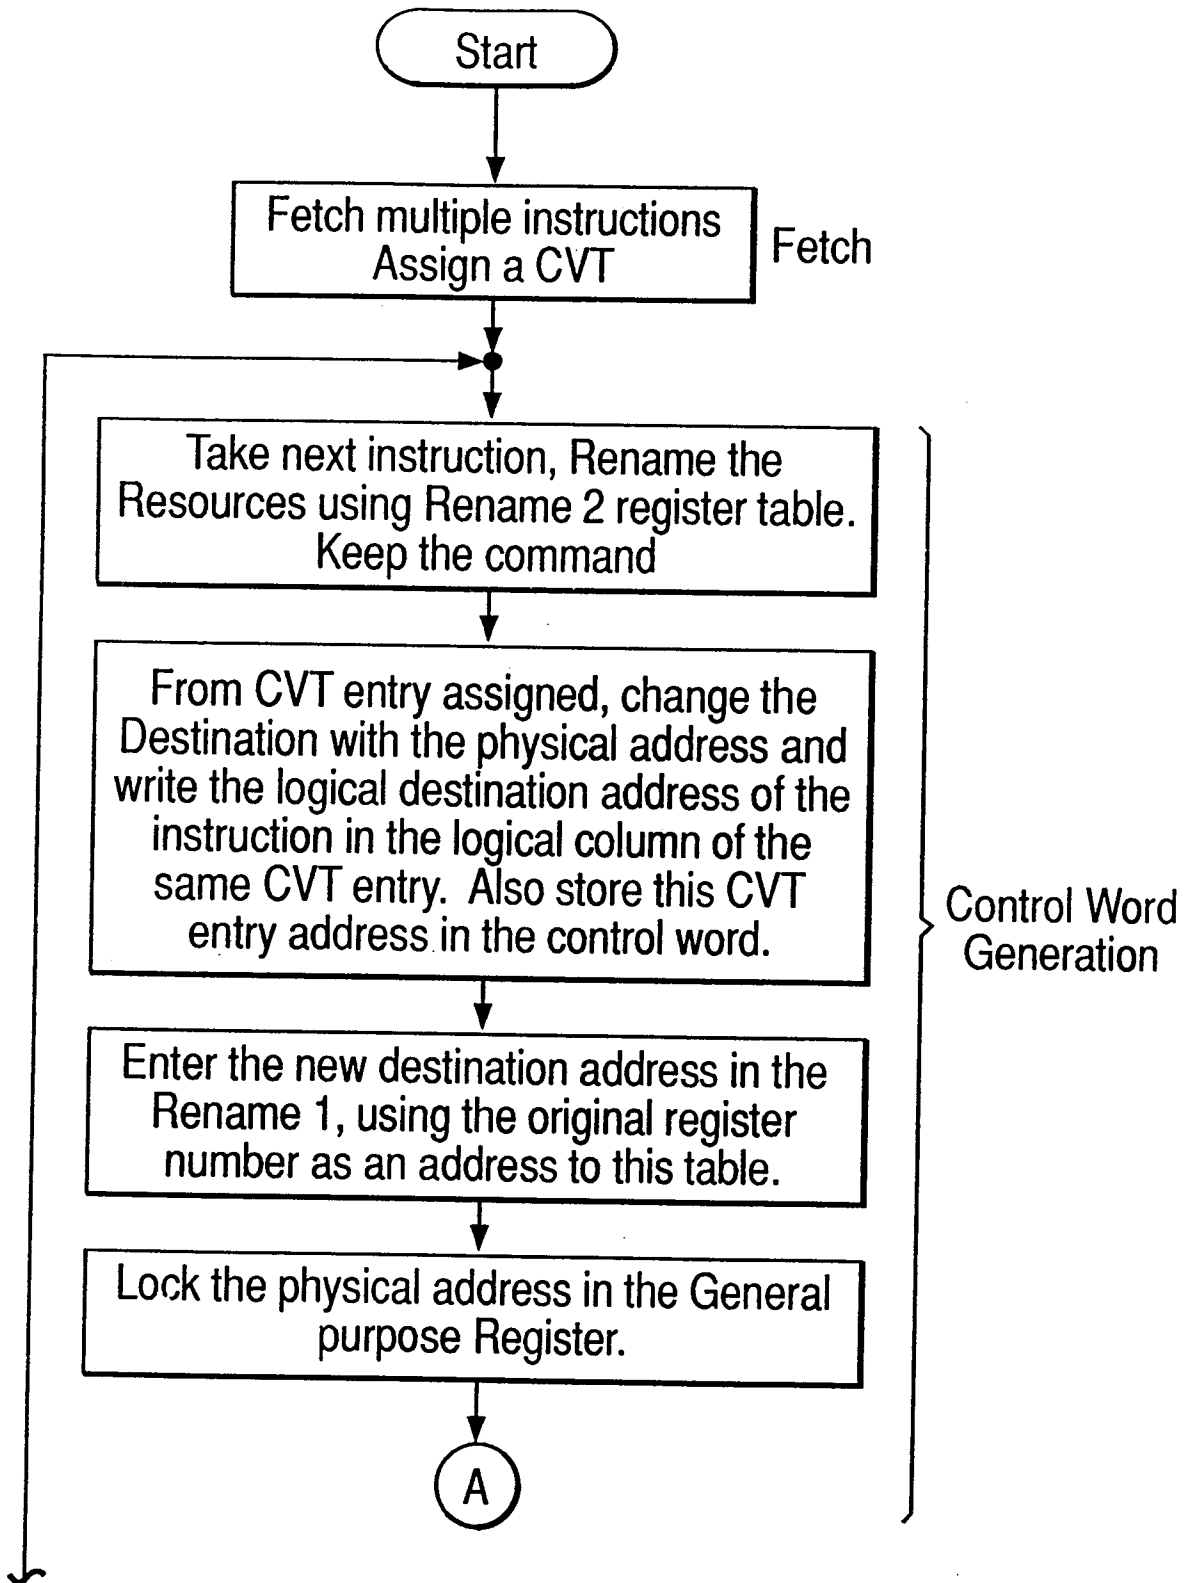 Start
Fetch multiple instructions
Assign a CVT
Fetch
Take next instruction, Rename the
Resources using Rename 2 register table.
Keep the command
From CVT entry assigned, change the
Destination with the physical address and
write the logical destination address of the
instruction in the logical column of the
same CVT entry. Also store this CVT
entry address in the control word.
Control Word
Generation
Enter the new destination address in the
Rename 1, using the original register
number as an address to this table.
Lock the physical address in the General
purpose Register.
A